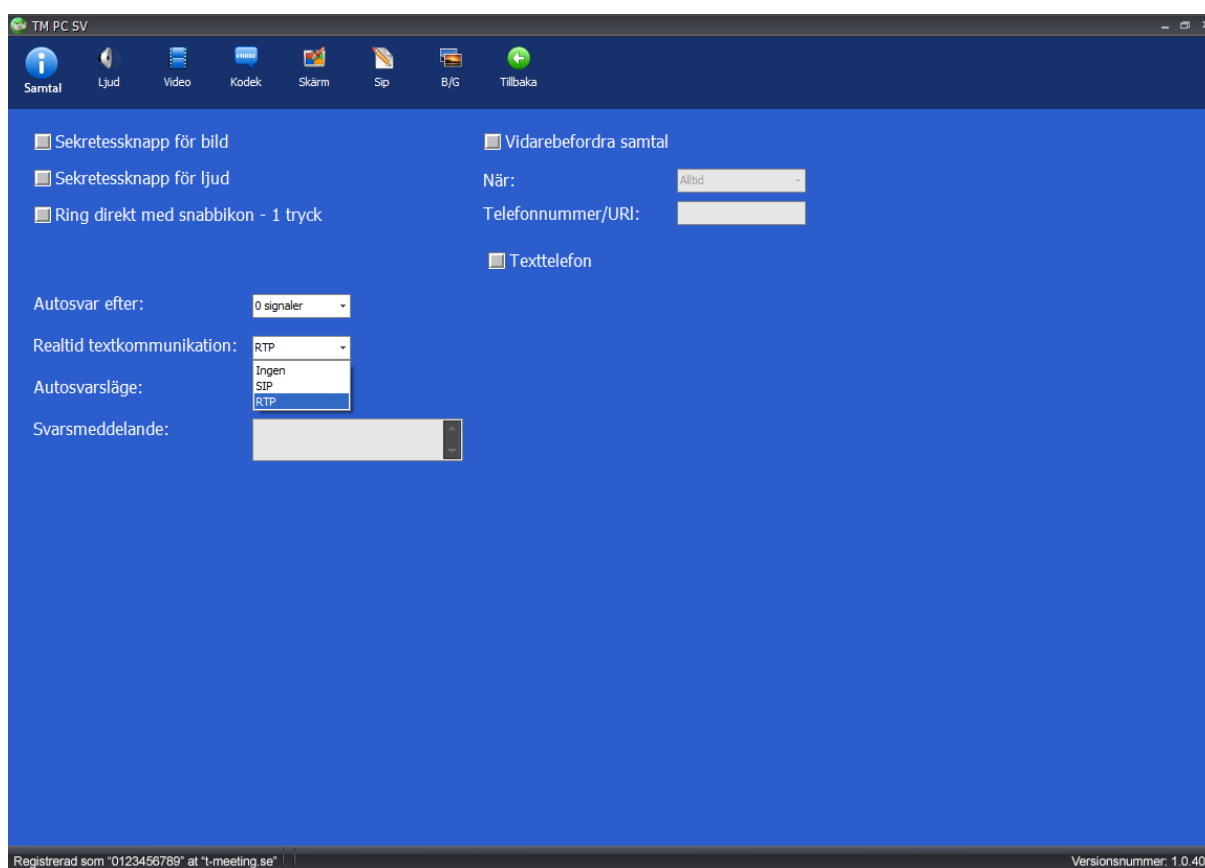 TM PC SV
Samtal
Ljud
Video
CODEC
Kodek
Skärm
Sip
B/G
Tillbaka
Sekretessknapp för bild
Sekretessknapp för ljud
Ring direkt med snabbikon - 1 tryck
Vidarebefordra samtal
När: Alltid
Telefonnummer/URl:
Texttelefon
Autosvar efter: 0 signaler
Realtid textkommunikation: RTP
Ingen
SIP
RTP
Autosvarsläge:
Svarsmeddelande:
Registrerad som "0123456789" at "t-meeting.se"
Versionsnummer: 1.0.40